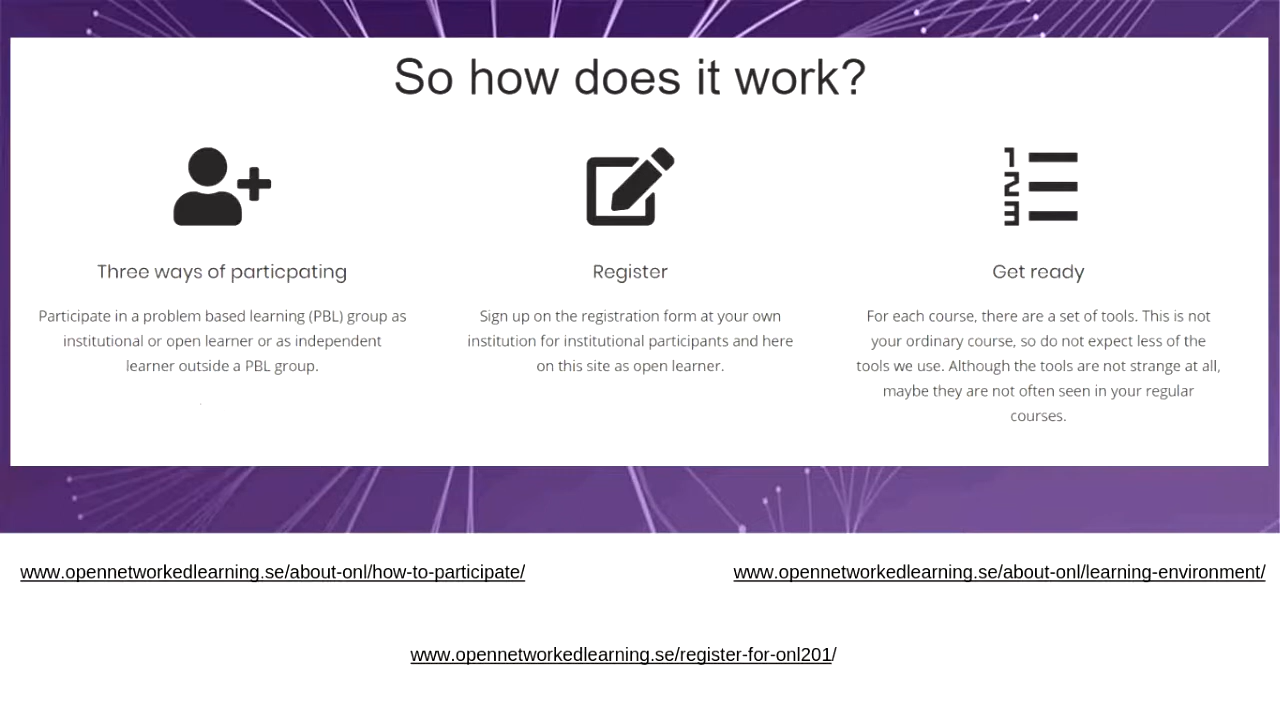 So how does it work?
Three ways of particpating
Participate in a problem based learning (PBL) group as
institutional or open learner or as independent
learner outside a PBL group.
Register
Sign up on the registration form at your own
institution for institutional participants and here
on this site as open learner.
1
2
3
Get ready
For each course, there are a set of tools. This is not
your ordinary course, so do not expect less of the
tools we use. Although the tools are not strange at all,
maybe they are not often seen in your regular
courses.
www.opennetworkedlearning.se/about-onl/how-to-participate/
www.opennetworkedlearning.se/about-onl/learning-environment/
www.opennetworkedlearning.se/register-for-onl201/